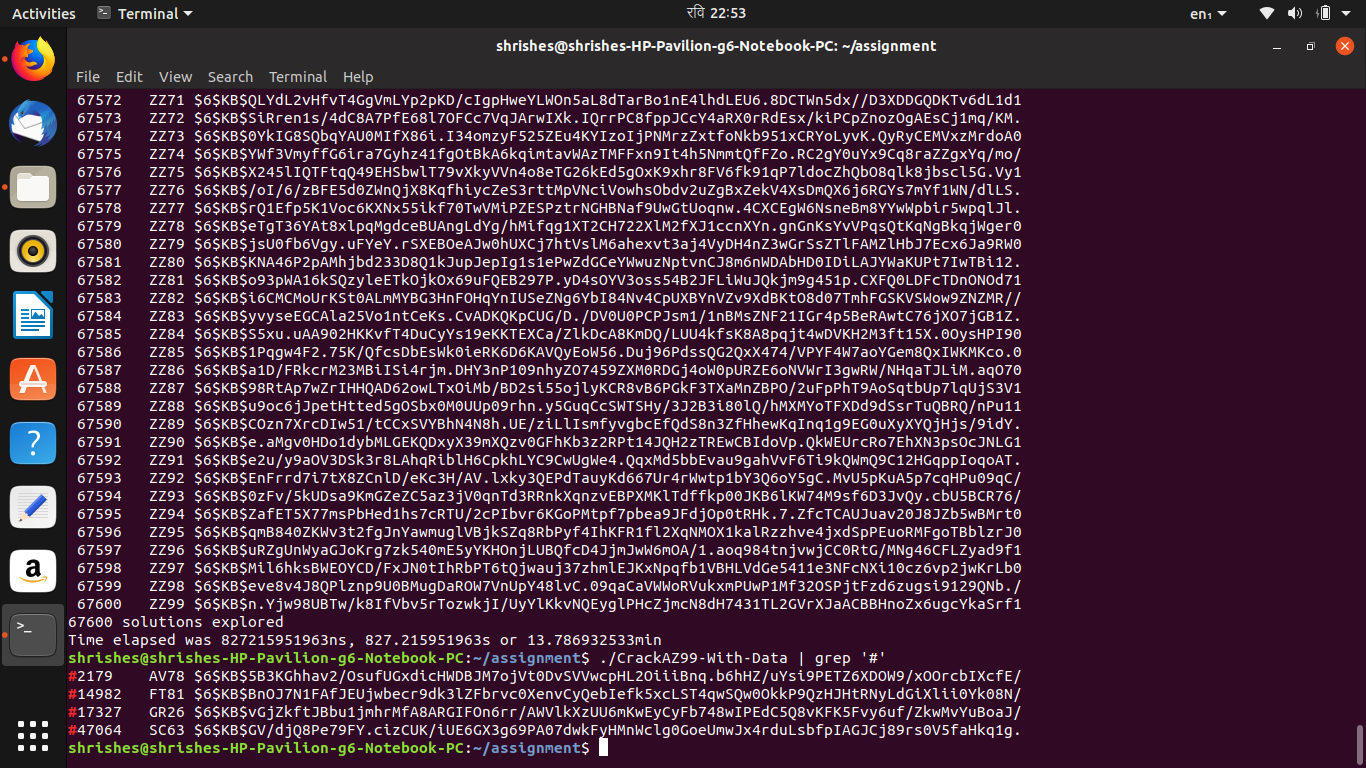 Activities Terminal रवि 22:53 en₁
shrishes@shrishes-HP-Pavilion-g6-Notebook-PC: ~/assignment
File Edit View Search Terminal Help
67572 ZZ71 $6$KB$QLYdL2vHfvT4GgVmLYp2pKD/cIgpHweYLWOn5aL8dTarBo1nE4lhdLEU6.8DCTWn5dx//D3XDDGQDKTv6dL1d1
67573 ZZ72 $6$KB$SiRren1s/4dC8A7PfE68l7OFCc7VqJArwIXk.IQrrPC8fppJCcY4aRX0rRdEsx/kiPCpZnozOgAEsCj1mq/KM.
67574 ZZ73 $6$KB$0YkIG8SQbqYAU0MIfX86i.I34omzyF525ZEu4KYIzoIjPNMrzZxtfoNkb951xCRYoLyvK.QyRyCEMVxzMrdoA0
67575 ZZ74 $6$KB$YWf3VmyffG6ira7Gyhz41fgOtBkA6kqimtavWAzTMFFxn9It4h5NmmtQfFZo.RC2gY0uYx9Cq8raZZgxYq/mo/
67576 ZZ75 $6$KB$X245lIQTFtqQ49EHSbwlT79vXkyVVn4o8eTG26kEd5gOxK9xhr8FV6fk91qP7ldocZhQbO8qlk8jbscl5G.Vy1
67577 ZZ76 $6$KB$/oI/6/zBFE5d0ZWnQjX8KqfhiycZeS3rttMpVNciVowhsObdv2uZgBxZekV4XsDmQX6j6RGYs7mYf1WN/dlLS.
67578 ZZ77 $6$KB$rQ1Efp5K1Voc6KXNx55ikf70TwVMiPZESPztrNGHBNaf9UwGtUoqnw.4CXCEgW6NsneBm8YYwWpbir5wpqlJl.
67579 ZZ78 $6$KB$eTgT36YAt8xlpqMgdceBUAngLdYg/hMifqg1XT2CH722XlM2fXJ1ccnXYn.gnGnKsYvVPqsQtKqNgBkqjWger0
67580 ZZ79 $6$KB$jsU0fb6Vgy.uFYeY.rSXEBOeAJw0hUXCj7htVslM6ahexvt3aj4VyDH4nZ3wGrSsZTlFAMZlHbJ7Ecx6Ja9RW0
67581 ZZ80 $6$KB$KNA46P2pAMhjbd233D8Q1kJupJepIg1s1ePwZdGCeYWwuzNptvnCJ8m6nWDAbHD0IDiLAJYWaKUPt7IwTBi12.
67582 ZZ81 $6$KB$o93pWA16kSQzyleETkOjkOx69uFQEB297P.yD4sOYV3oss54B2JFLiWuJQkjm9g451p.CXFQ0LDFcTDnONOd71
67583 ZZ82 $6$KB$i6CMCMoUrKSt0ALmMYBG3HnFOHqYnIUSeZNg6YbI84Nv4CpUXBYnVZv9XdBKtO8d07TmhFGSKVSWow9ZNZMR//
67584 ZZ83 $6$KB$yvyseEGCAla25Vo1ntCeKs.CvADKQKpCUG/D./DV0U0PCPJsm1/1nBMSZNF21IGr4p5BeRAwtC76jXO7jGB1Z.
67585 ZZ84 $6$KB$S5xu.uAA902HKKvfT4DuCyYs19eKKTEXCa/ZlkDcA8KmDQ/LUU4kfsK8A8pqjt4wDVKH2M3ft15X.0OysHPI90
67586 ZZ85 $6$KB$1Pqgw4F2.75K/QfcsDbEsWk0ieRK6D6KAVQyEoW56.Duj96PdssQG2QxX474/VPYF4W7aoYGem8QxIWKMKco.0
67587 ZZ86 $6$KB$a1D/FRkcrM23MBiISi4rjm.DHY3nP109nhyZO7459ZXM0RDGj4oW0pURZE6oNVWrI3gwRW/NHqaTJLiM.aqO70
67588 ZZ87 $6$KB$98RtAp7wZrIHHQAD62owLTxOiMb/BD2si55ojlyKCR8vB6PGkF3TXaMnZBPO/2uFpPhT9AoSqtbUp7lqUjS3V1
67589 ZZ88 $6$KB$u9oc6jJpetHtted5gOSbx0M0UUp09rhn.y5GuqCcSWTSHy/3J2B3i80lQ/hMXMYoTFXDd9dSsrTuQBRQ/nPu11
67590 ZZ89 $6$KB$COzn7XrcDIw51/tCCxSVYBhN4N8h.UE/ziLlIsmfyvgbcEfQdS8n3ZfHhewKqInq1g9EG0uXyXYQjHjs/9idY.
67591 ZZ90 $6$KB$e.aMgv0HDo1dybMLGEKQDxyX39mXQzv0GFhKb3z2RPt14JQH2zTREwCBIdoVp.QkWEUrcRo7EhXN3psOcJNLG1
67592 ZZ91 $6$KB$e2u/y9aOV3DSk3r8LAhqRiblH6CpkhLYC9CwUgWe4.QqxMd5bbEvau9gahVvF6Ti9kQWmQ9C12HGqppIoqoAT.
67593 ZZ92 $6$KB$EnFrrd7i7tX8ZCnlD/eKc3H/AV.lxky3QEPdTauyKd667Ur4rWwtp1bY3Q6oY5gC.MvU5pKuA5p7cqHPu09qC/
67594 ZZ93 $6$KB$0zFv/5kUDsa9KmGZeZC5az3jV0qnTd3RRnkXqnzvEBPXMKlTdffkp00JKB6lKW74M9sf6D3JvQy.cbU5BCR76/
67595 ZZ94 $6$KB$ZafET5X77msPbHed1hs7cRTU/2cPIbvr6KGoPMtpf7pbea9JFdjOp0tRHk.7.ZfcTCAUJuav20J8JZb5wBMrt0
67596 ZZ95 $6$KB$qmB840ZKWv3t2fgJnYawmuglVBjkSZq8RbPyf4IhKFR1fl2XqNMOX1kalRzzhve4jxdSpPEuoRMFgoTBblzrJ0
67597 ZZ96 $6$KB$uRZgUnWyaGJoKrg7zk540mE5yYKHOnjLUBQfcD4JjmJwW6mOA/1.aoq984tnjvwjCC0RtG/MNg46CFLZyad9f1
67598 ZZ97 $6$KB$Mil6hksBWEOYCD/FxJN0tIhRbPT6tQjwauj37zhmlEJKxNpqfb1VBHLVdGe5411e3NFcNXi10cz6vp2jwKrLb0
67599 ZZ98 $6$KB$eve8v4J8QPlznp9U0BMugDaROW7VnUpY48lvC.09qaCaVWWoRVukxmPUwP1Mf32OSPjtFzd6zugsi9129QNb./
67600 ZZ99 $6$KB$n.Yjw98UBTw/k8IfVbv5rTozwkjI/UyYlKkvNQEyglPHcZjmcN8dH7431TL2GVrXJaACBBHnoZx6ugcYkaSrf1
67600 solutions explored
Time elapsed was 827215951963ns, 827.215951963s or 13.786932533min
shrishes@shrishes-HP-Pavilion-g6-Notebook-PC:~/assignment$ ./CrackAZ99-With-Data | grep '#'
#2179 AV78 $6$KB$5B3KGhhav2/OsufUGxdicHWDBJM7ojVt0DvSVVwcpHL2OiiiBnq.b6hHZ/uYsi9PETZ6XDOW9/xOOrcbIXcfE/
#14982 FT81 $6$KB$BnOJ7N1FAfJEUjwbecr9dk3lZFbrvc0XenvCyQebIefk5xcLST4qwSQw0OkkP9QzHJHtRNyLdGiXlii0Yk08N/
#17327 GR26 $6$KB$vGjZkftJBbu1jmhrMfA8ARGIFOn6rr/AWVlkXzUU6mKwEyCyFb748wIPEdC5Q8vKFK5Fvy6uf/ZkwMvYuBoaJ/
#47064 SC63 $6$KB$GV/djQ8Pe79FY.cizCUK/iUE6GX3g69PA07dwkFyHMnWclg0GoeUmwJx4rduLsbfpIAGJCj89rs0V5faHkq1g.
shrishes@shrishes-HP-Pavilion-g6-Notebook-PC:~/assignment$